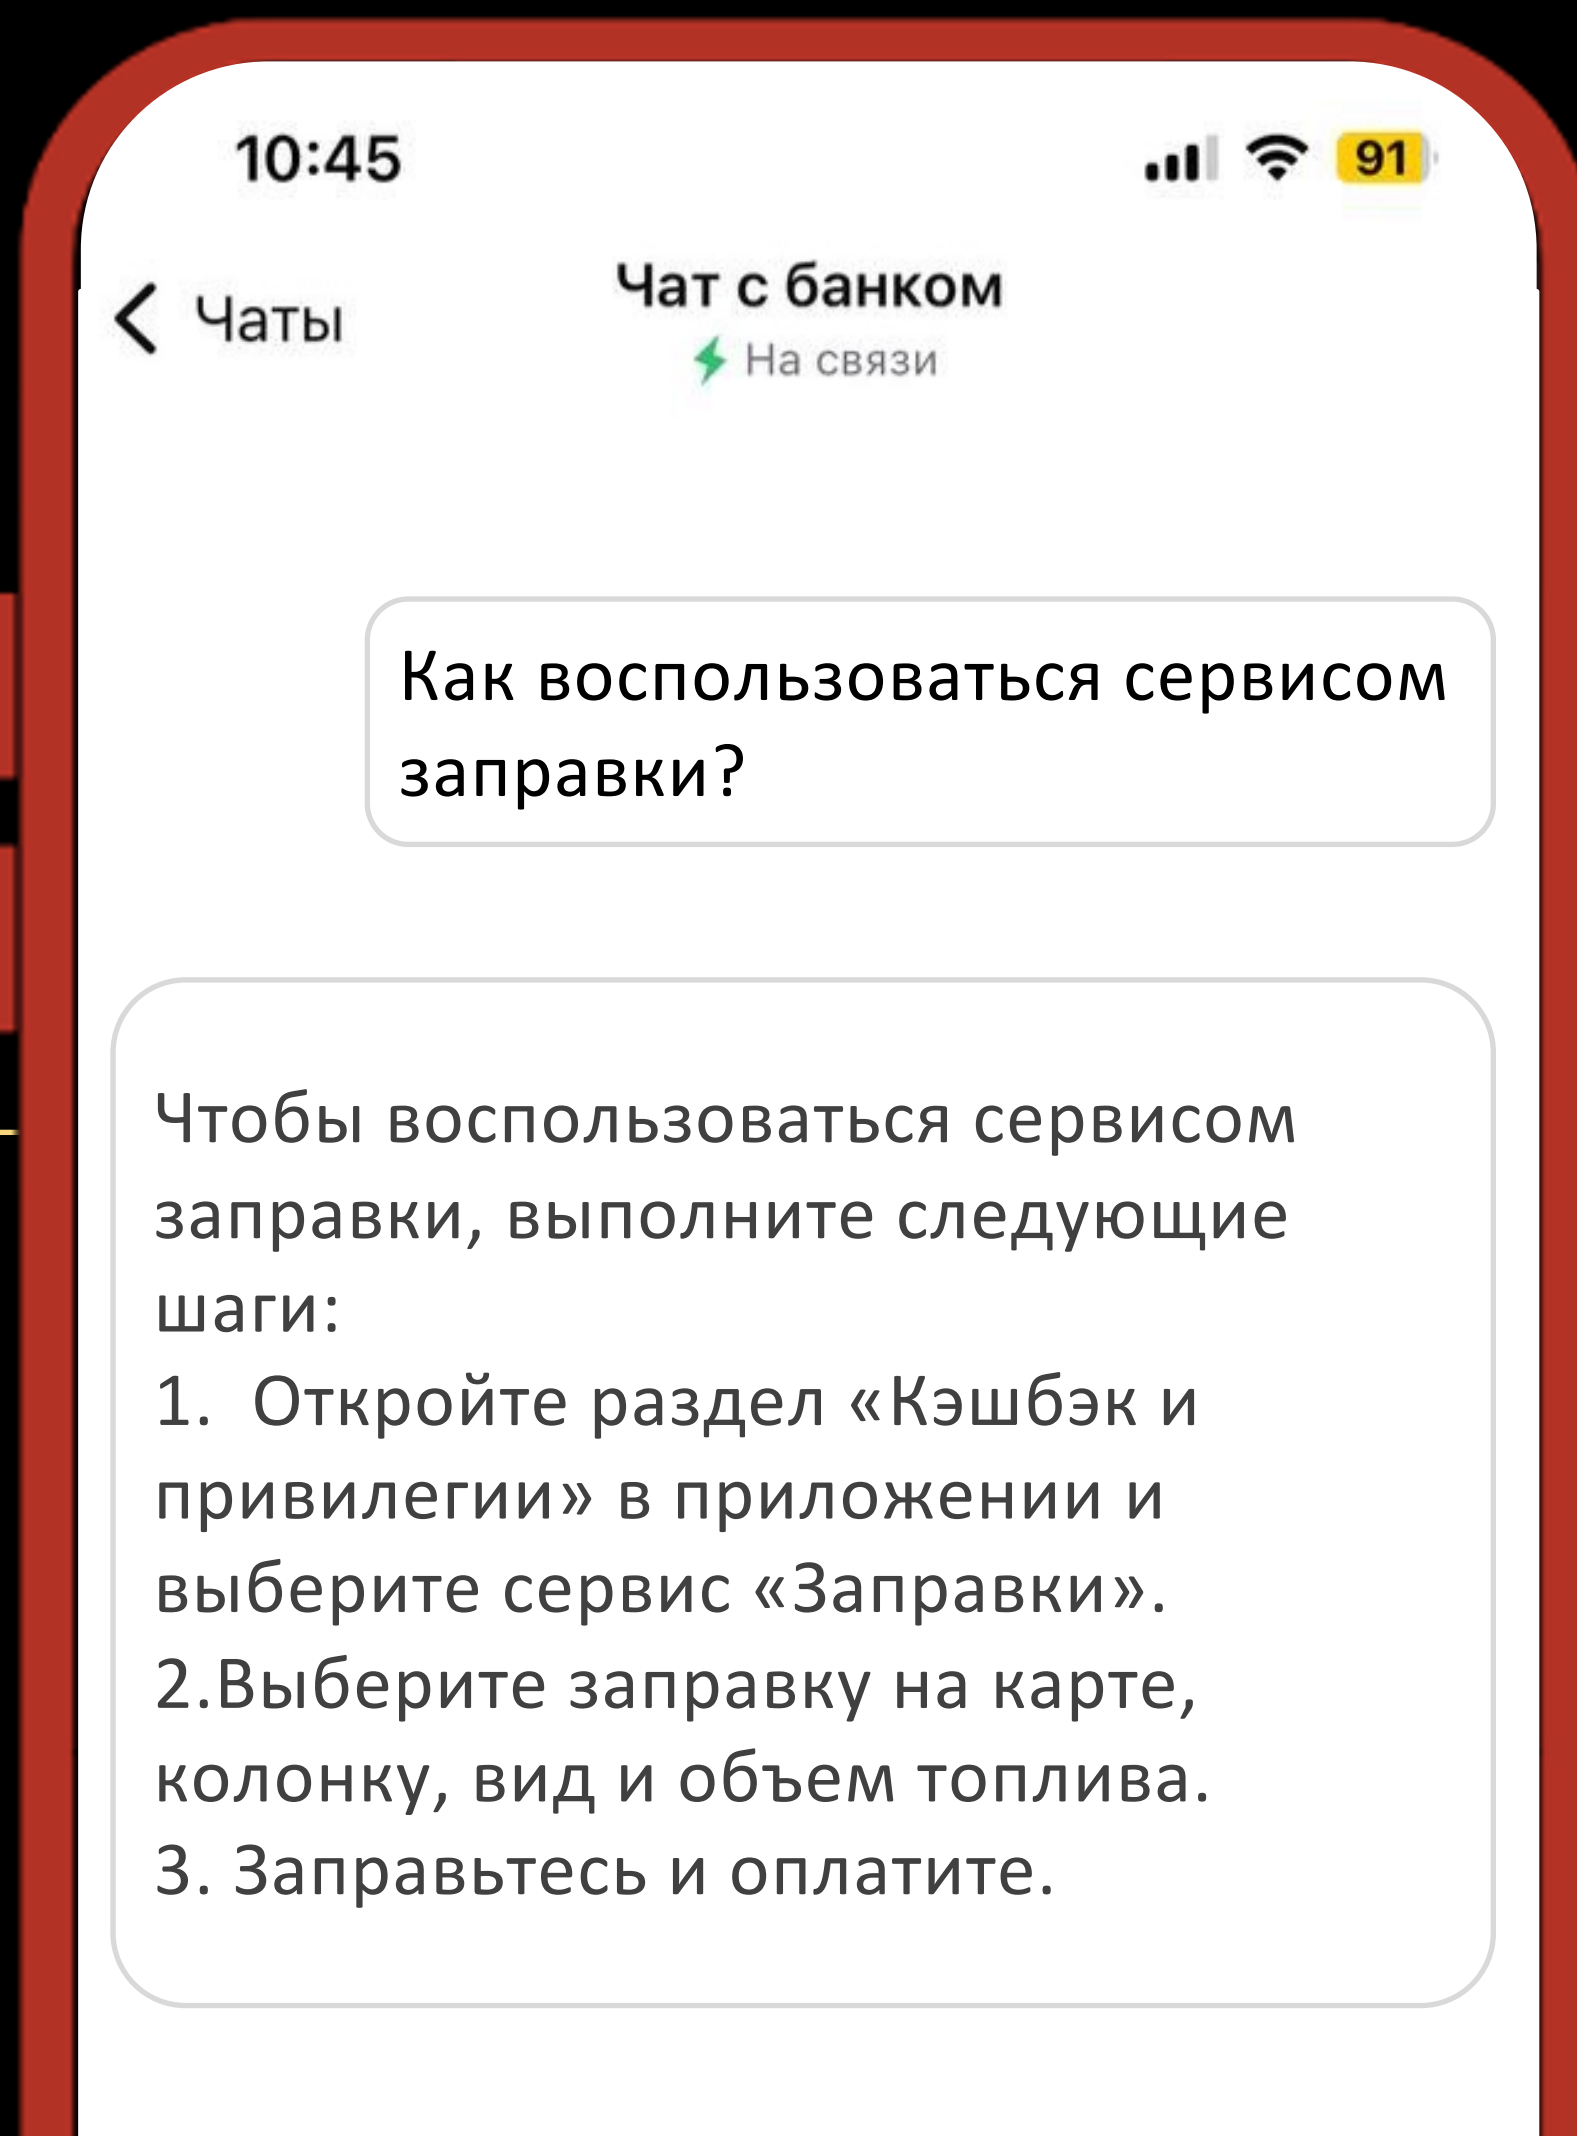 10:45
91
Чаты
Чат с банком
На связи
Как воспользоваться сервисом
заправки?
Чтобы воспользоваться сервисом
заправки, выполните следующие
шаги:
1. Откройте раздел «Кэшбэк и
привилегии» в приложении и
выберите сервис «Заправки».
2.Выберите заправку на карте,
колонку, вид и объем топлива.
3. Заправьтесь и оплатите.